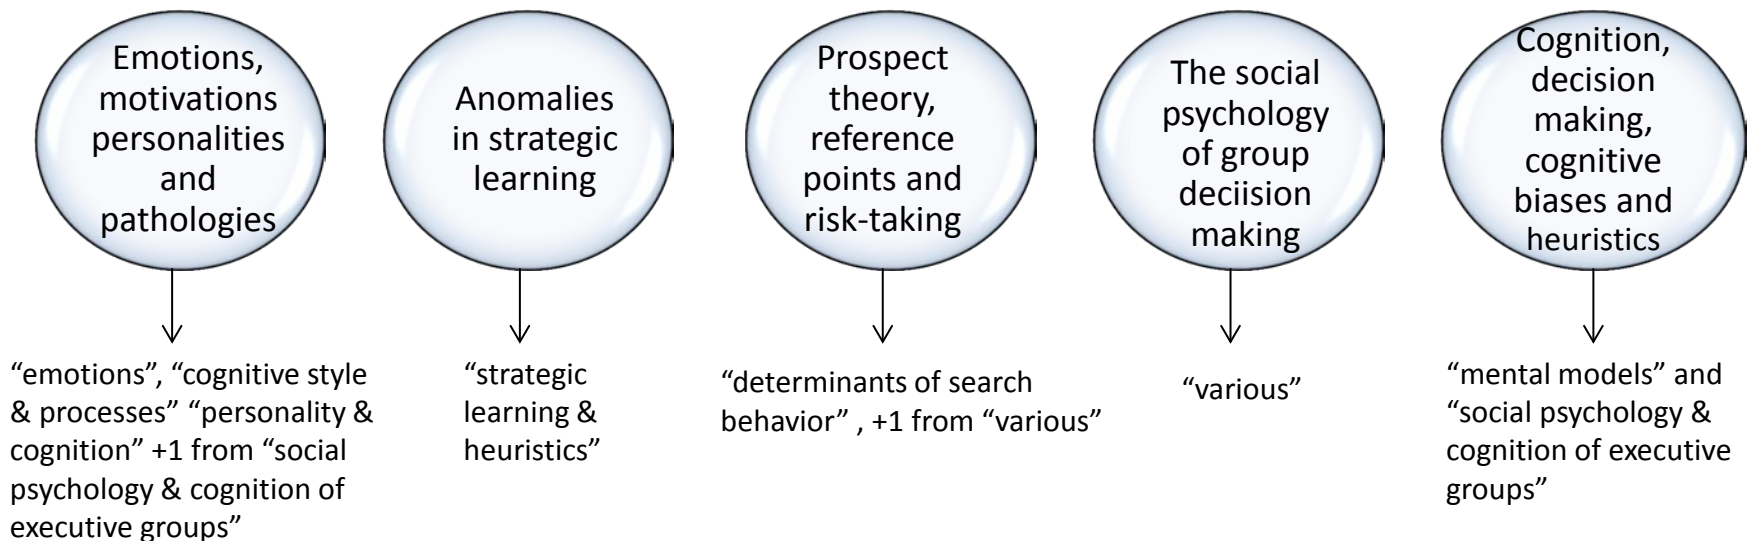 Emotions,
motivations
personalities
and
pathologies
Anomalies
in strategic
learning
Prospect
theory,
reference
points and
risk-taking
The social
psychology
of group
deciision
making
Cognition,
decision
making,
cognitive
biases and
heuristics
“emotions”, “cognitive style
& processes” “personality &
cognition” +1 from “social
psychology & cognition of
executive groups”
“strategic
learning &
heuristics”
“determinants of search
behavior” , +1 from “various”
“various”
“mental models” and
“social psychology &
cognition of executive
groups”